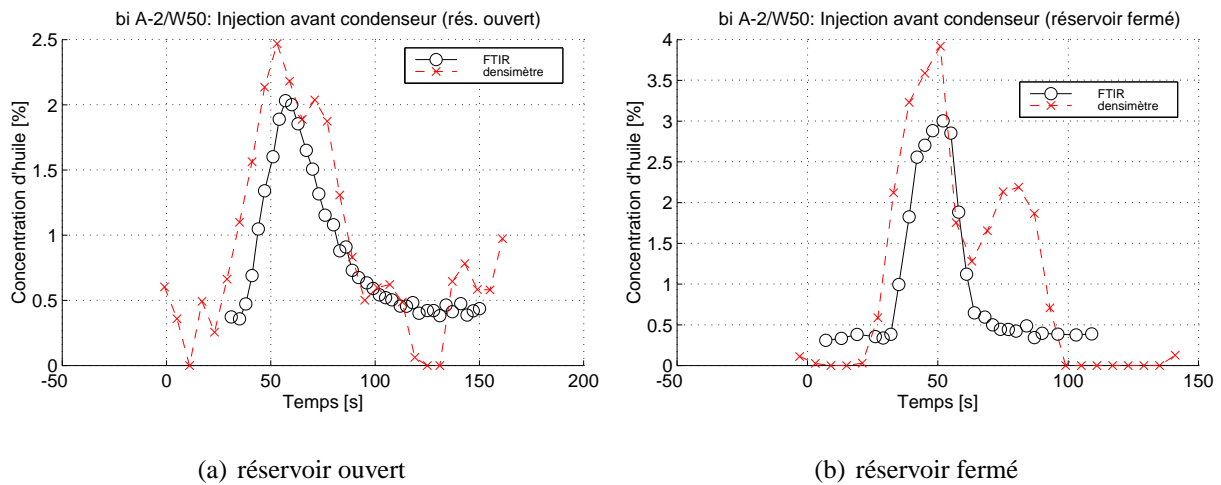 bi A-2/W50: Injection avant condenseur (rés. ouvert)
2.5
2
1.5
1
0.5
0
-50
0
50
100
150
200
Concentration d'huile [%]
Temps [s]
FTIR
densimètre
(a) réservoir ouvert
bi A-2/W50: Injection avant condenseur (réservoir fermé)
4
3.5
3
2.5
2
1.5
1
0.5
0
-50
0
50
100
150
Concentration d'huile [%]
Temps [s]
FTIR
densimètre
(b) réservoir fermé